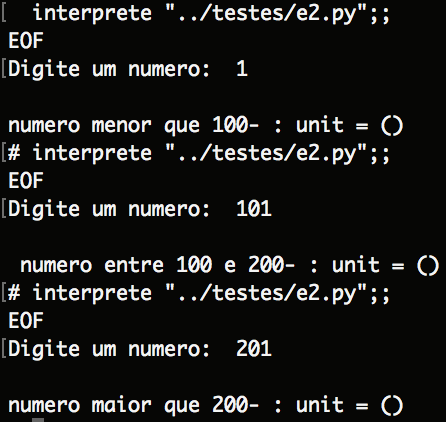 [  interprete "../testes/e2.py";;
EOF
[Digite um numero:  1
numero menor que 100- : unit = ()
[# interprete "../testes/e2.py";;
EOF
[Digite um numero:  101
 numero entre 100 e 200- : unit = ()
[# interprete "../testes/e2.py";;
EOF
[Digite um numero:  201
numero maior que 200- : unit = ()